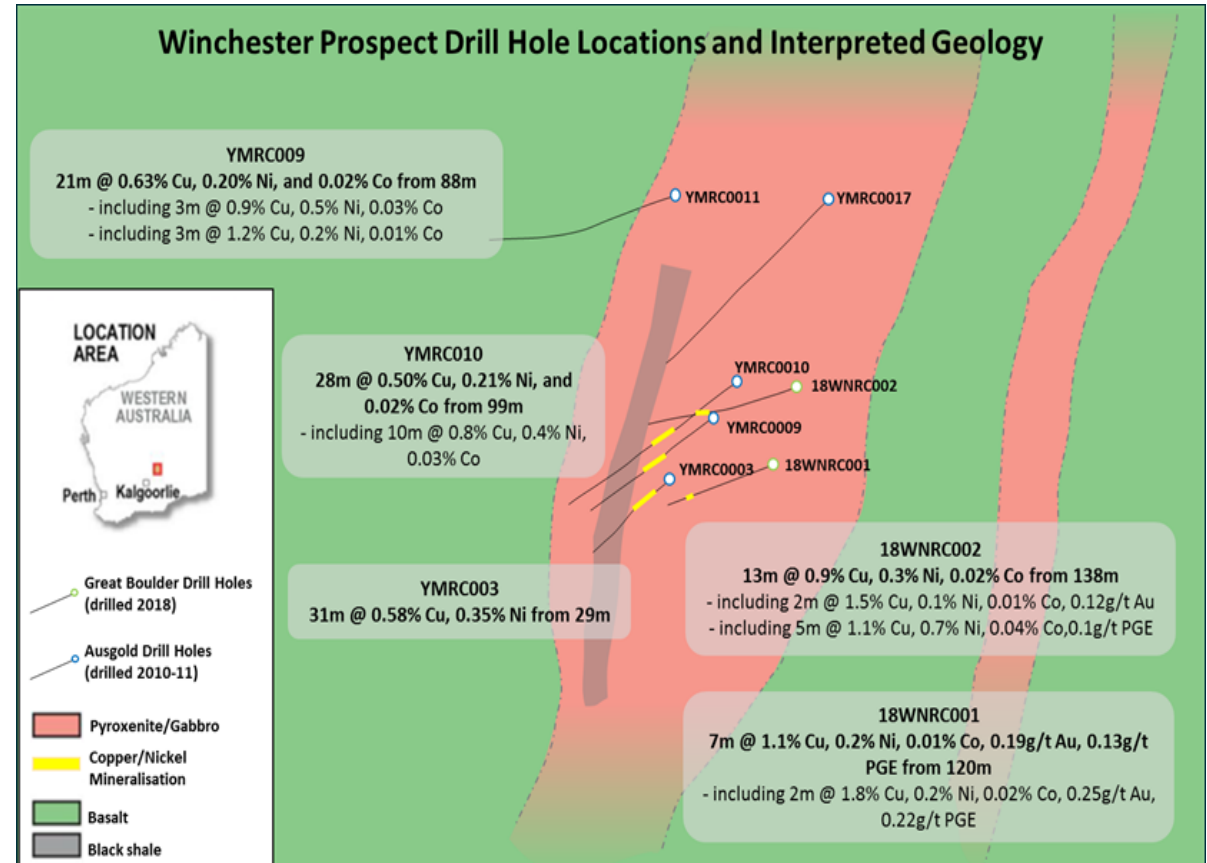 Winchester Prospect Drill Hole Locations and Interpreted Geology
YMRC009
21m @ 0.63% Cu, 0.20% Ni, and 0.02% Co from 88m
- including 3m @ 0.9% Cu, 0.5% Ni, 0.03% Co
- including 3m @ 1.2% Cu, 0.2% Ni, 0.01% Co
YMRC0011
YMRC0017
YMRC010
28m @ 0.50% Cu, 0.21% Ni, and
0.02% Co from 99m
- including 10m @ 0.8% Cu, 0.4% Ni,
0.03% Co
YMRC0010
18WNRC002
YMRC0009
YMRC0003
18WNRC001
YMRC003
31m @ 0.58% Cu, 0.35% Ni from 29m
18WNRC002
13m @ 0.9% Cu, 0.3% Ni, 0.02% Co from 138m
- including 2m @ 1.5% Cu, 0.1% Ni, 0.01% Co, 0.12g/t Au
- including 5m @ 1.1% Cu, 0.7% Ni, 0.04% Co,0.1g/t PGE
18WNRC001
7m @ 1.1% Cu, 0.2% Ni, 0.01% Co, 0.19g/t Au, 0.13g/t
PGE from 120m
- including 2m @ 1.8% Cu, 0.2% Ni, 0.02% Co, 0.25g/t Au,
0.22g/t PGE
LOCATION
AREA
WESTERN
AUSTRALIA
Perth
Kalgoorlie
Great Boulder Drill Holes
(drilled 2018)
Ausgold Drill Holes
(drilled 2010-11)
Pyroxenite/Gabbro
Copper/Nickel
Mineralisation
Basalt
Black shale